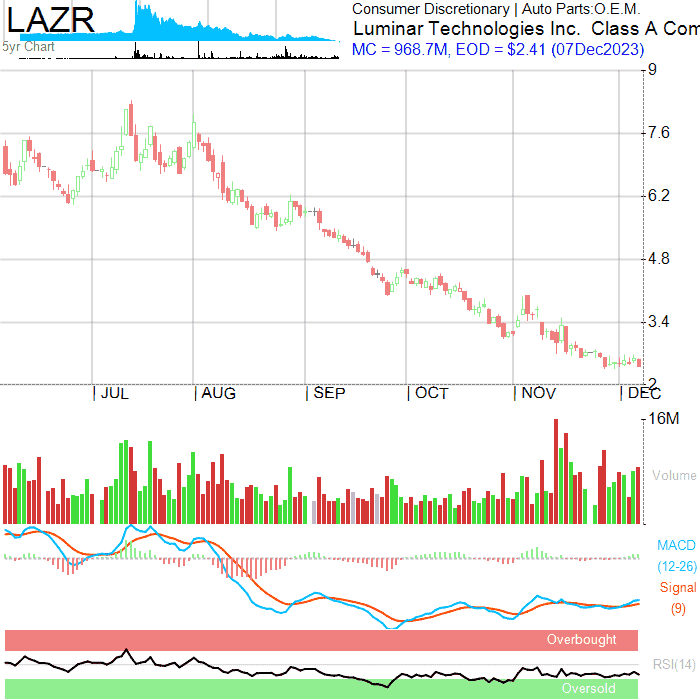 LAZR
5yr Chart
Consumer Discretionary | Auto Parts:O.E.M.
Luminar Technologies Inc.  Class A Com
MC = 968.7M, EOD = $2.41 (07Dec2023)
9
7.6
6.2
4.8
3.4
2
| JUL | AUG | SEP | OCT | NOV | DEC
16M
Volume
MACD
(12-26)
Signal
(9)
Overbought
RSI(14)
Oversold